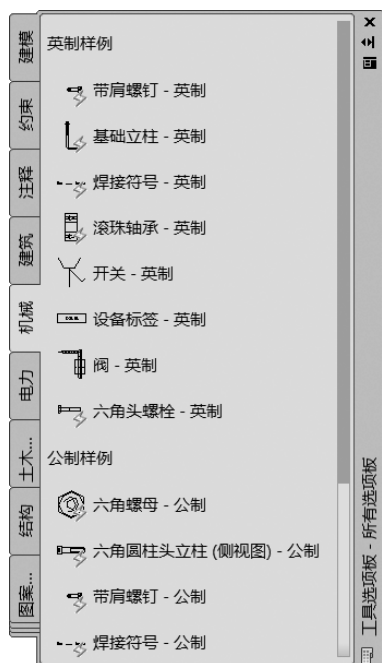 建模
约束
注释
建筑
机械
电力
土木...
结构
图案...
英制样例
带肩螺钉 - 英制
基础立柱 - 英制
焊接符号 - 英制
滚珠轴承 - 英制
开关 - 英制
设备标签 - 英制
阀 - 英制
六角头螺栓 - 英制
公制样例
六角螺母 - 公制
六角圆柱头立柱 (侧视图) - 公制
带肩螺钉 - 公制
焊接符号 - 公制
工具选项板 - 所有选项板